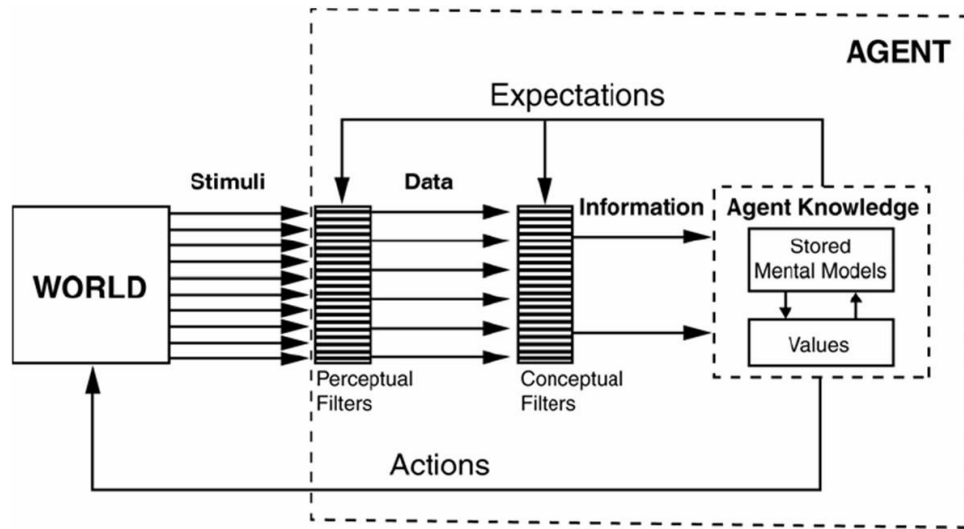 AGENT
Expectations
Stimuli
Data
Information
Agent Knowledge
Stored
Mental Models
WORLD
Values
Perceptual
Filters
Conceptual
Filters
Actions